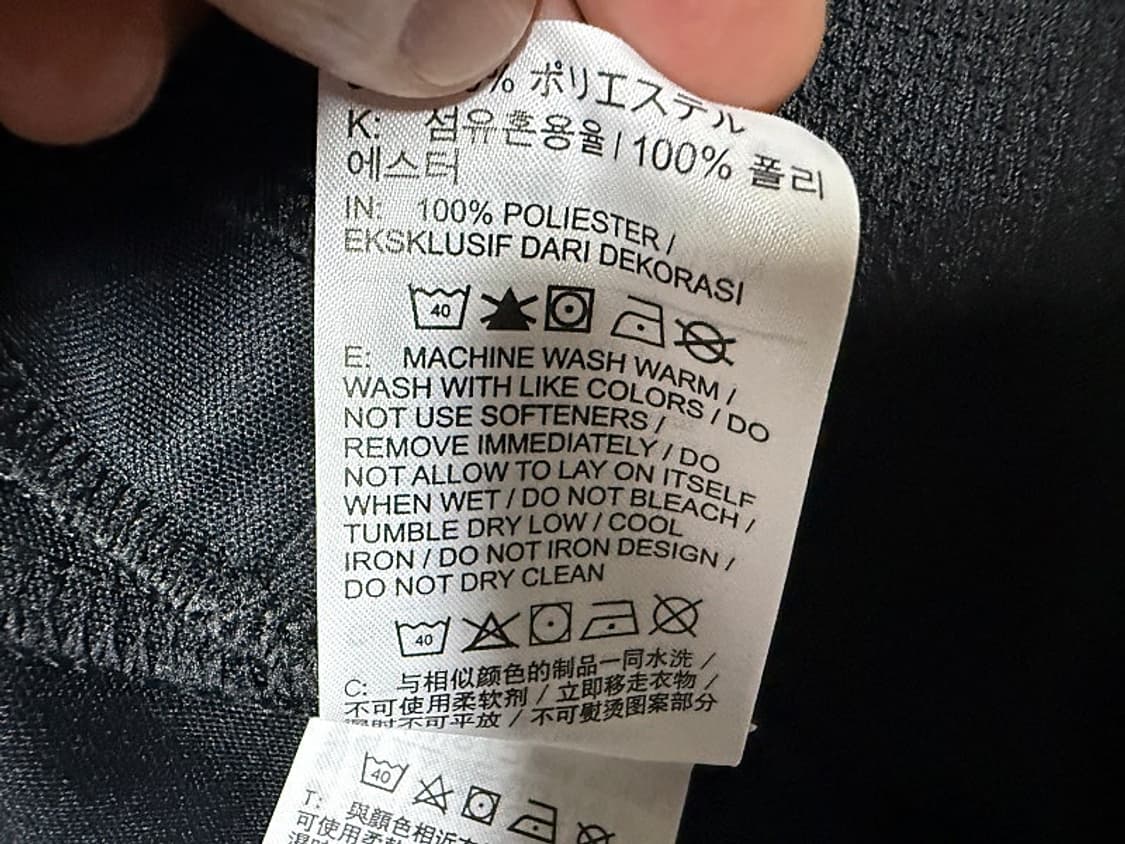 % ポリエステル
K: 섬유혼용율 | 100% 폴리
에스터
IN: 100% POLIESTER /
EKSKLUSIF DARI DEKORASI
40
E: MACHINE WASH WARM /
WASH WITH LIKE COLORS / DO
NOT USE SOFTENERS /
REMOVE IMMEDIATELY / DO
NOT ALLOW TO LAY ON ITSELF
WHEN WET / DO NOT BLEACH /
TUMBLE DRY LOW / COOL
IRON / DO NOT IRON DESIGN /
DO NOT DRY CLEAN
40
C: 与相似颜色的制品一同水洗 /
不可使用柔软剂 / 立即移走衣物 /
不可平放 / 不可熨烫图案部分
40
T: 與顏色相近
可使用柔